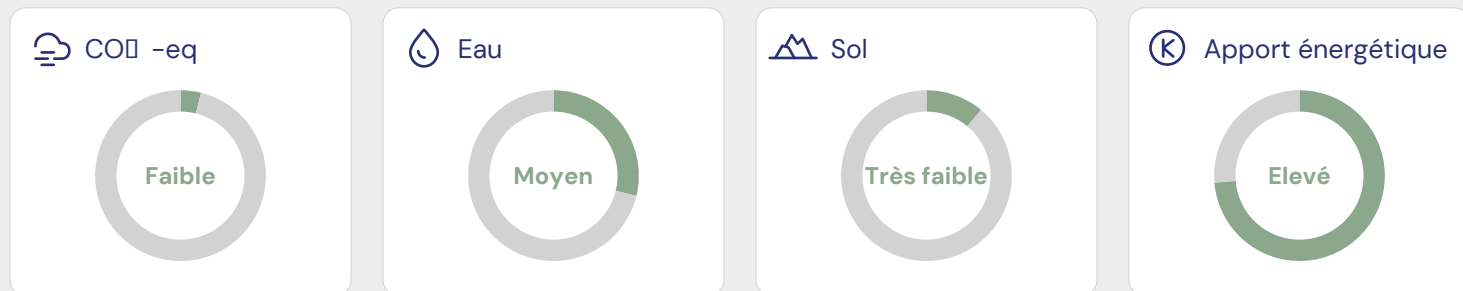 CO▯ -eq
Faible
Eau
Moyen
Sol
Très faible
Apport énergétique
Elevé